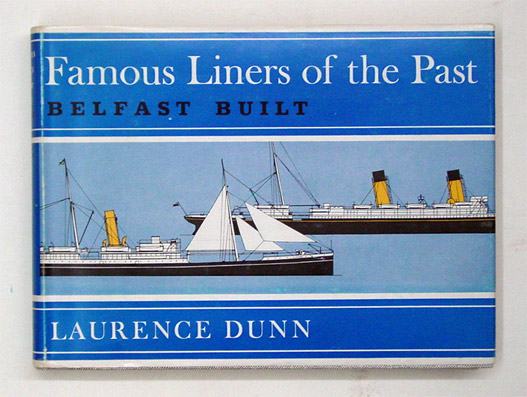 Famous Liners of the Past
BELFAST BUILT
LAURENCE DUNN